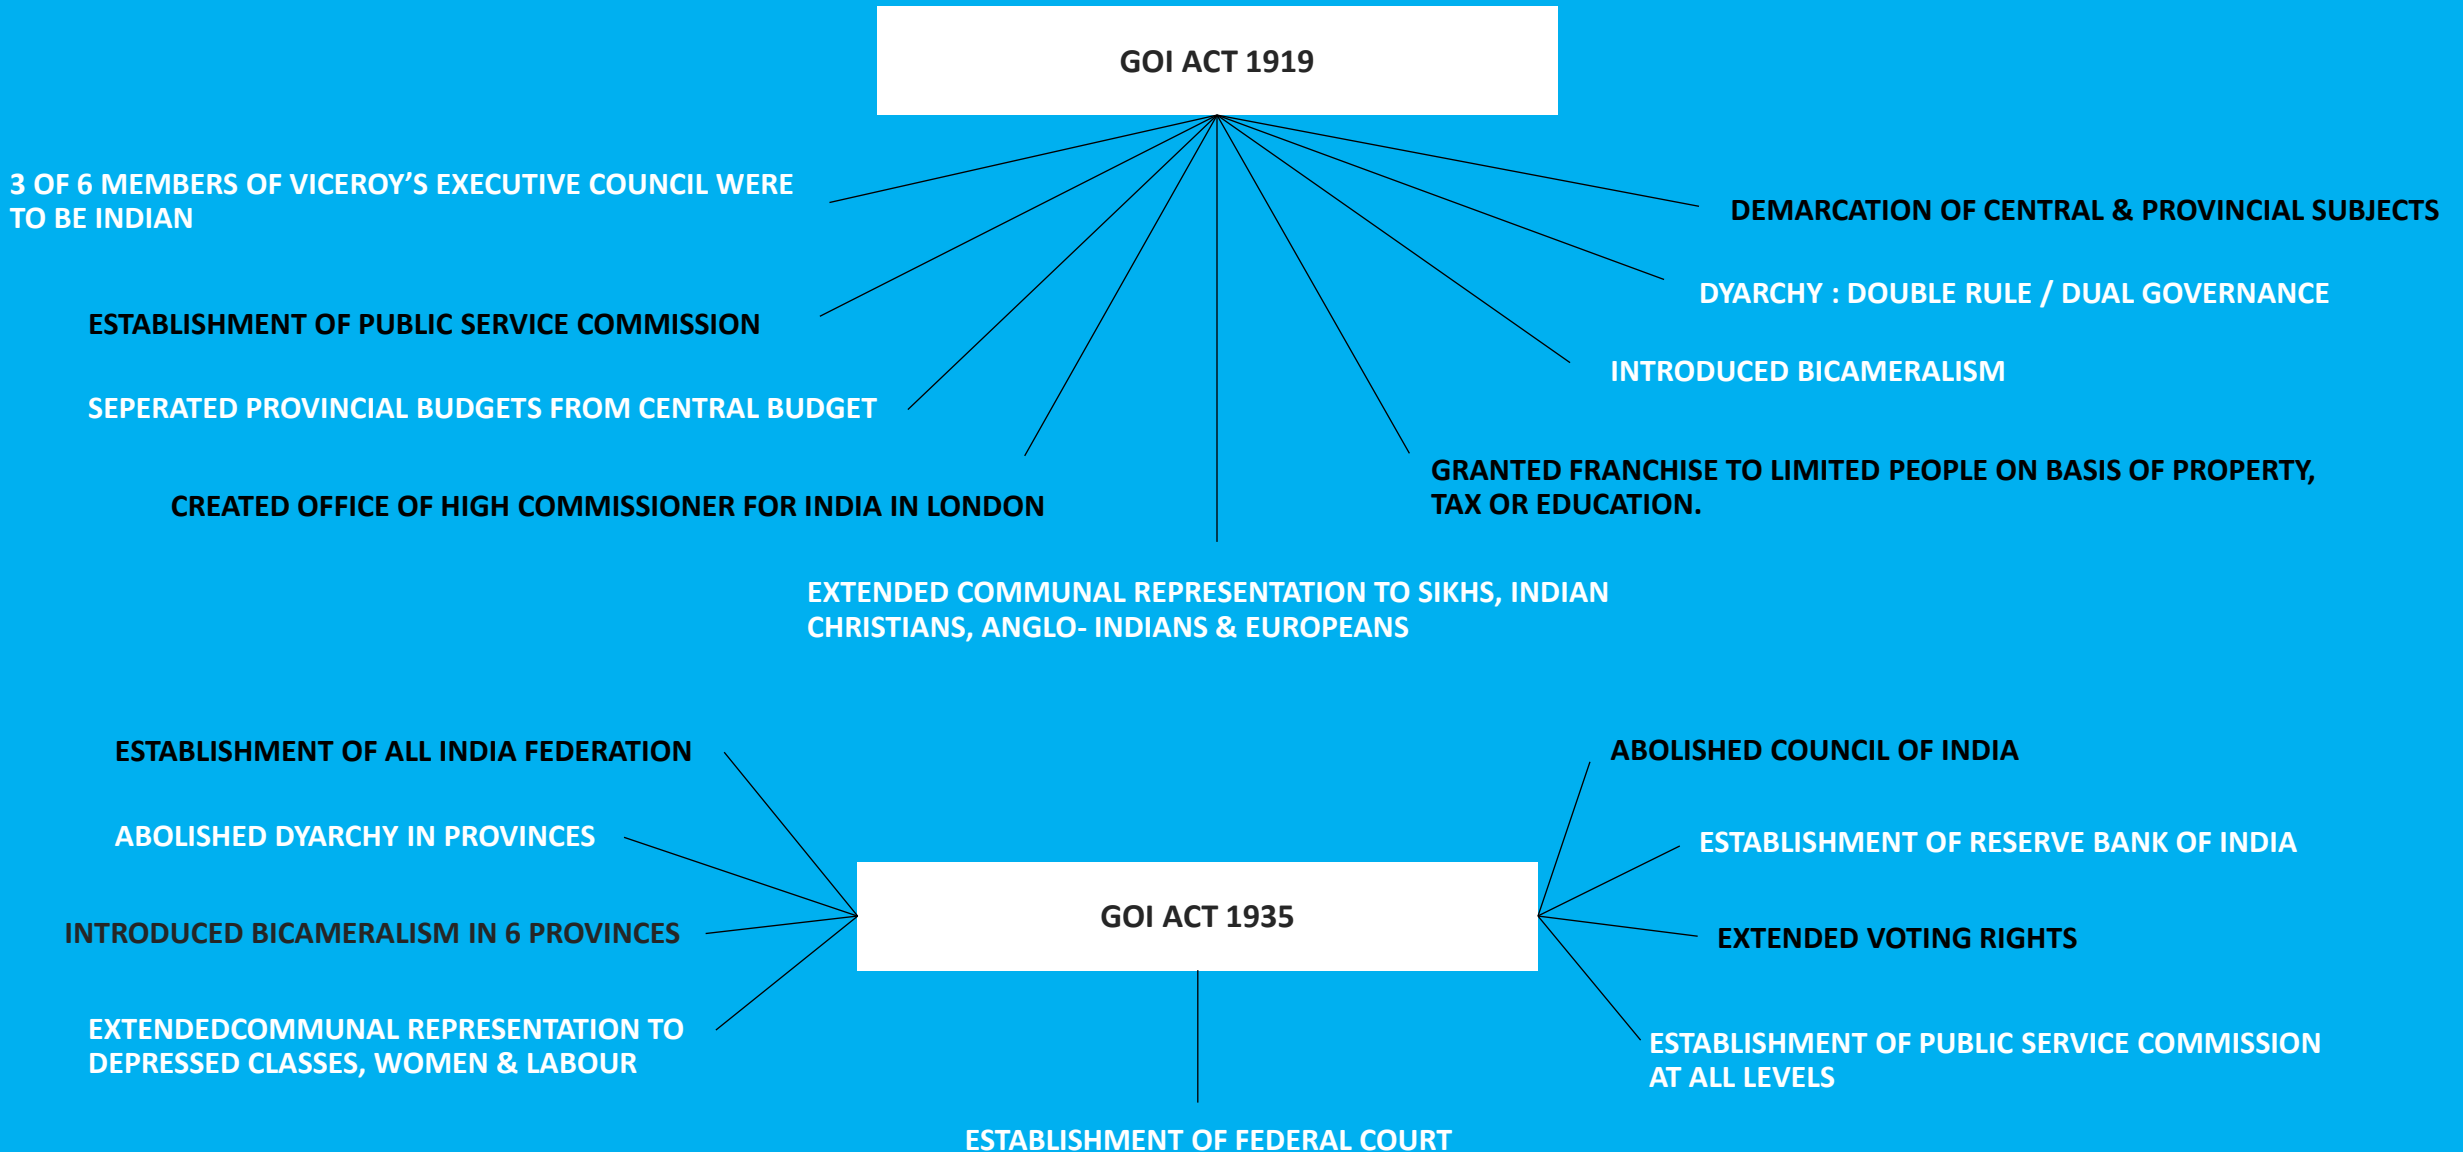 GOI ACT 1919
3 OF 6 MEMBERS OF VICEROY’S EXECUTIVE COUNCIL WERE
TO BE INDIAN
ESTABLISHMENT OF PUBLIC SERVICE COMMISSION
SEPERATED PROVINCIAL BUDGETS FROM CENTRAL BUDGET
CREATED OFFICE OF HIGH COMMISSIONER FOR INDIA IN LONDON
EXTENDED COMMUNAL REPRESENTATION TO SIKHS, INDIAN
CHRISTIANS, ANGLO- INDIANS & EUROPEANS
DEMARCATION OF CENTRAL & PROVINCIAL SUBJECTS
DYARCHY : DOUBLE RULE / DUAL GOVERNANCE
INTRODUCED BICAMERALISM
GRANTED FRANCHISE TO LIMITED PEOPLE ON BASIS OF PROPERTY,
TAX OR EDUCATION.
ESTABLISHMENT OF ALL INDIA FEDERATION
ABOLISHED DYARCHY IN PROVINCES
INTRODUCED BICAMERALISM IN 6 PROVINCES
EXTENDEDCOMMUNAL REPRESENTATION TO
DEPRESSED CLASSES, WOMEN & LABOUR
GOI ACT 1935
ESTABLISHMENT OF FEDERAL COURT
ABOLISHED COUNCIL OF INDIA
ESTABLISHMENT OF RESERVE BANK OF INDIA
EXTENDED VOTING RIGHTS
ESTABLISHMENT OF PUBLIC SERVICE COMMISSION
AT ALL LEVELS